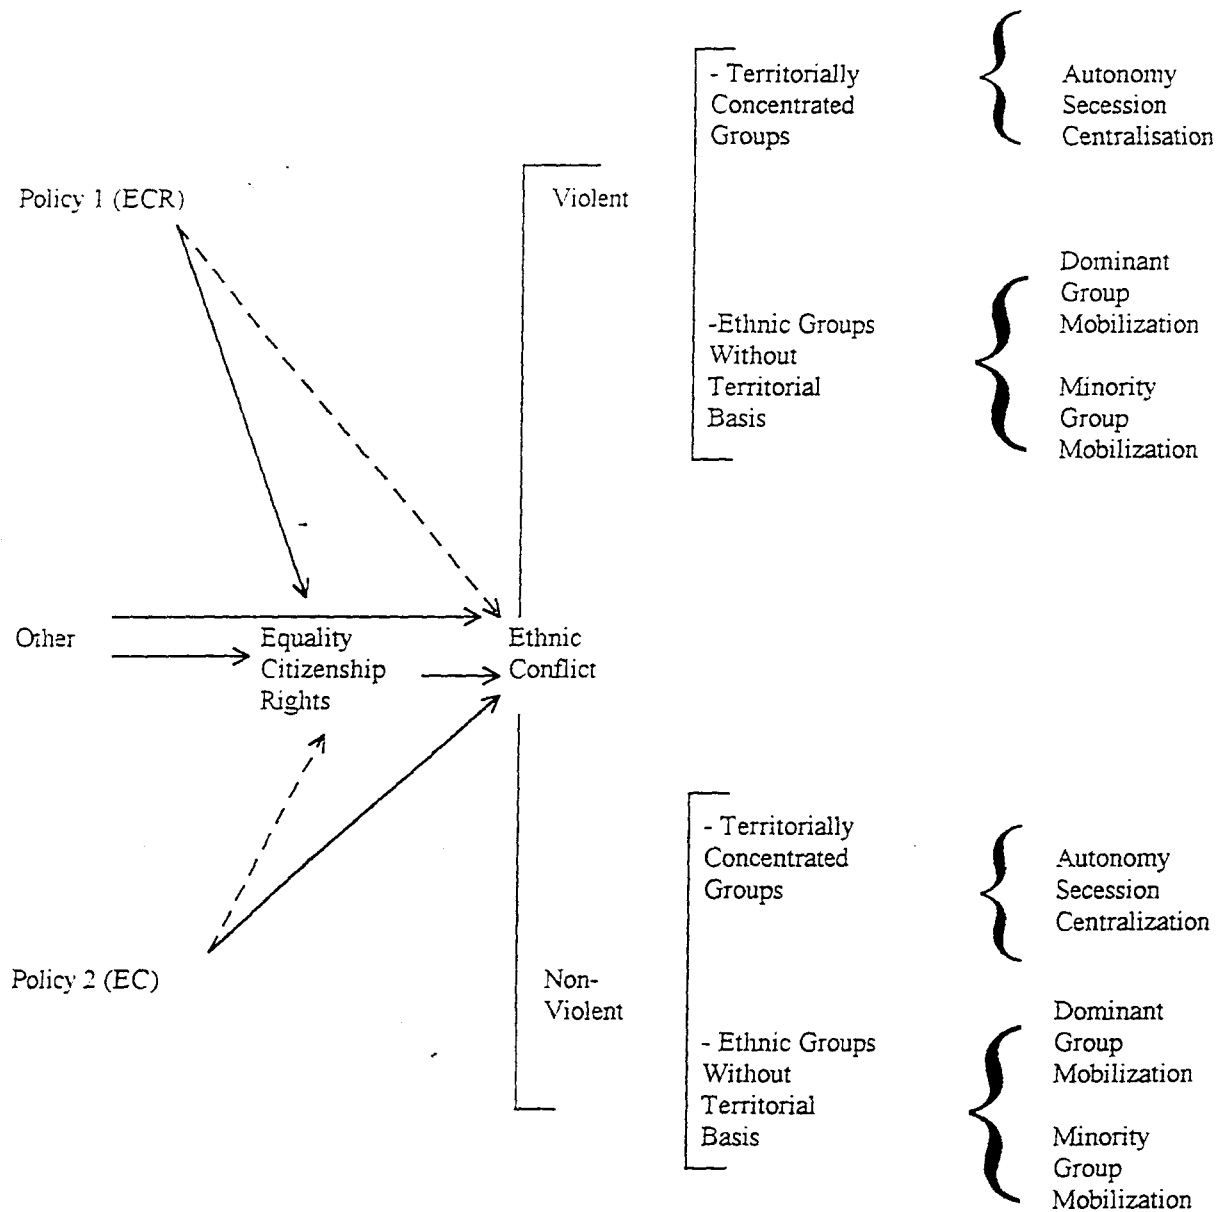 - Territorially
Concentrated
Groups
Autonomy
Secession
Centralisation
Policy 1 (ECR)
Violent
-Ethnic Groups
Without
Territorial
Basis
Dominant
Group
Mobilization
Minority
Group
Mobilization
Other
Equality
Citizenship
Rights
Ethnic
Conflict
- Territorially
Concentrated
Groups
Autonomy
Secession
Centralization
Policy 2 (EC)
Non-
Violent
- Ethnic Groups
Without
Territorial
Basis
Dominant
Group
Mobilization
Minority
Group
Mobilization